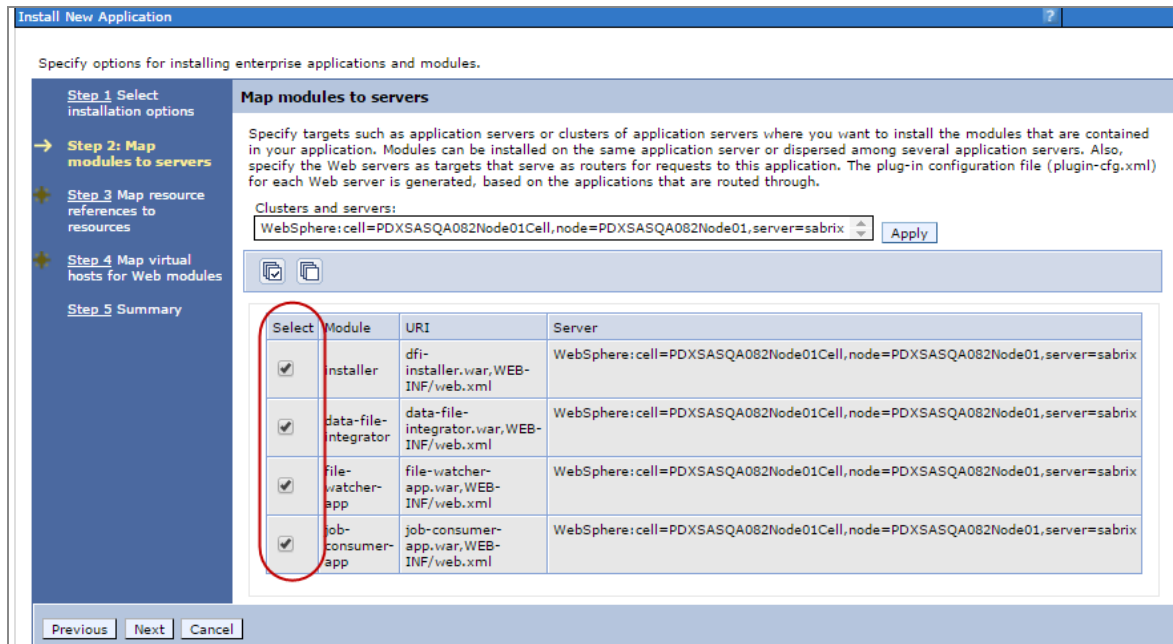 Install New Application
?
Specify options for installing enterprise applications and modules.
Step 1 Select
installation options
Step 2: Map
modules to servers
Step 3 Map resource
references to
resources
Step 4 Map virtual
hosts for Web modules
Step 5 Summary
Map modules to servers
Specify targets such as application servers or clusters of application servers where you want to install the modules that are contained
in your application. Modules can be installed on the same application server or dispersed among several application servers. Also,
specify the Web servers as targets that serve as routers for requests to this application. The plug-in configuration file (plugin-cfg.xml)
for each Web server is generated, based on the applications that are routed through.
Clusters and servers:
WebSphere:cell=PDXSASQA082Node01Cell,node=PDXSASQA082Node01,server=sabrix
Apply
Select Module URI Server
installer
dfi-
installer.war,WEB-
INF/web.xml
WebSphere:cell=PDXSASQA082Node01Cell,node=PDXSASQA082Node01,server=sabrix
data-file-
integrator
data-file-
integrator.war,WEB-
INF/web.xml
WebSphere:cell=PDXSASQA082Node01Cell,node=PDXSASQA082Node01,server=sabrix
file-
watcher-
app
file-watcher-
app.war,WEB-
INF/web.xml
WebSphere:cell=PDXSASQA082Node01Cell,node=PDXSASQA082Node01,server=sabrix
job-
consumer-
app
job-consumer-
app.war,WEB-
INF/web.xml
WebSphere:cell=PDXSASQA082Node01Cell,node=PDXSASQA082Node01,server=sabrix
Previous Next Cancel